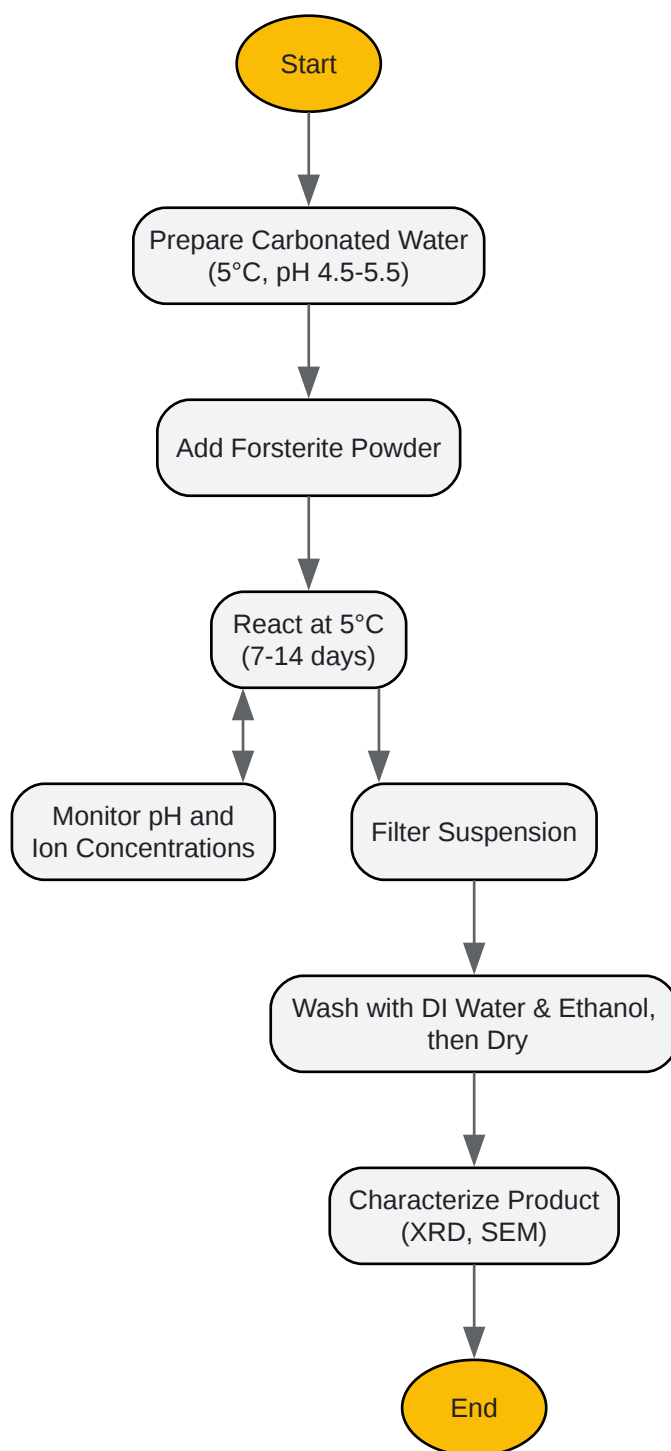 Start
Prepare Carbonated Water
(5°C, pH 4.5-5.5)
Add Forsterite Powder
React at 5°C
(7-14 days)
Monitor pH and
Ion Concentrations
Filter Suspension
Wash with DI Water & Ethanol,
then Dry
Characterize Product
(XRD, SEM)
End